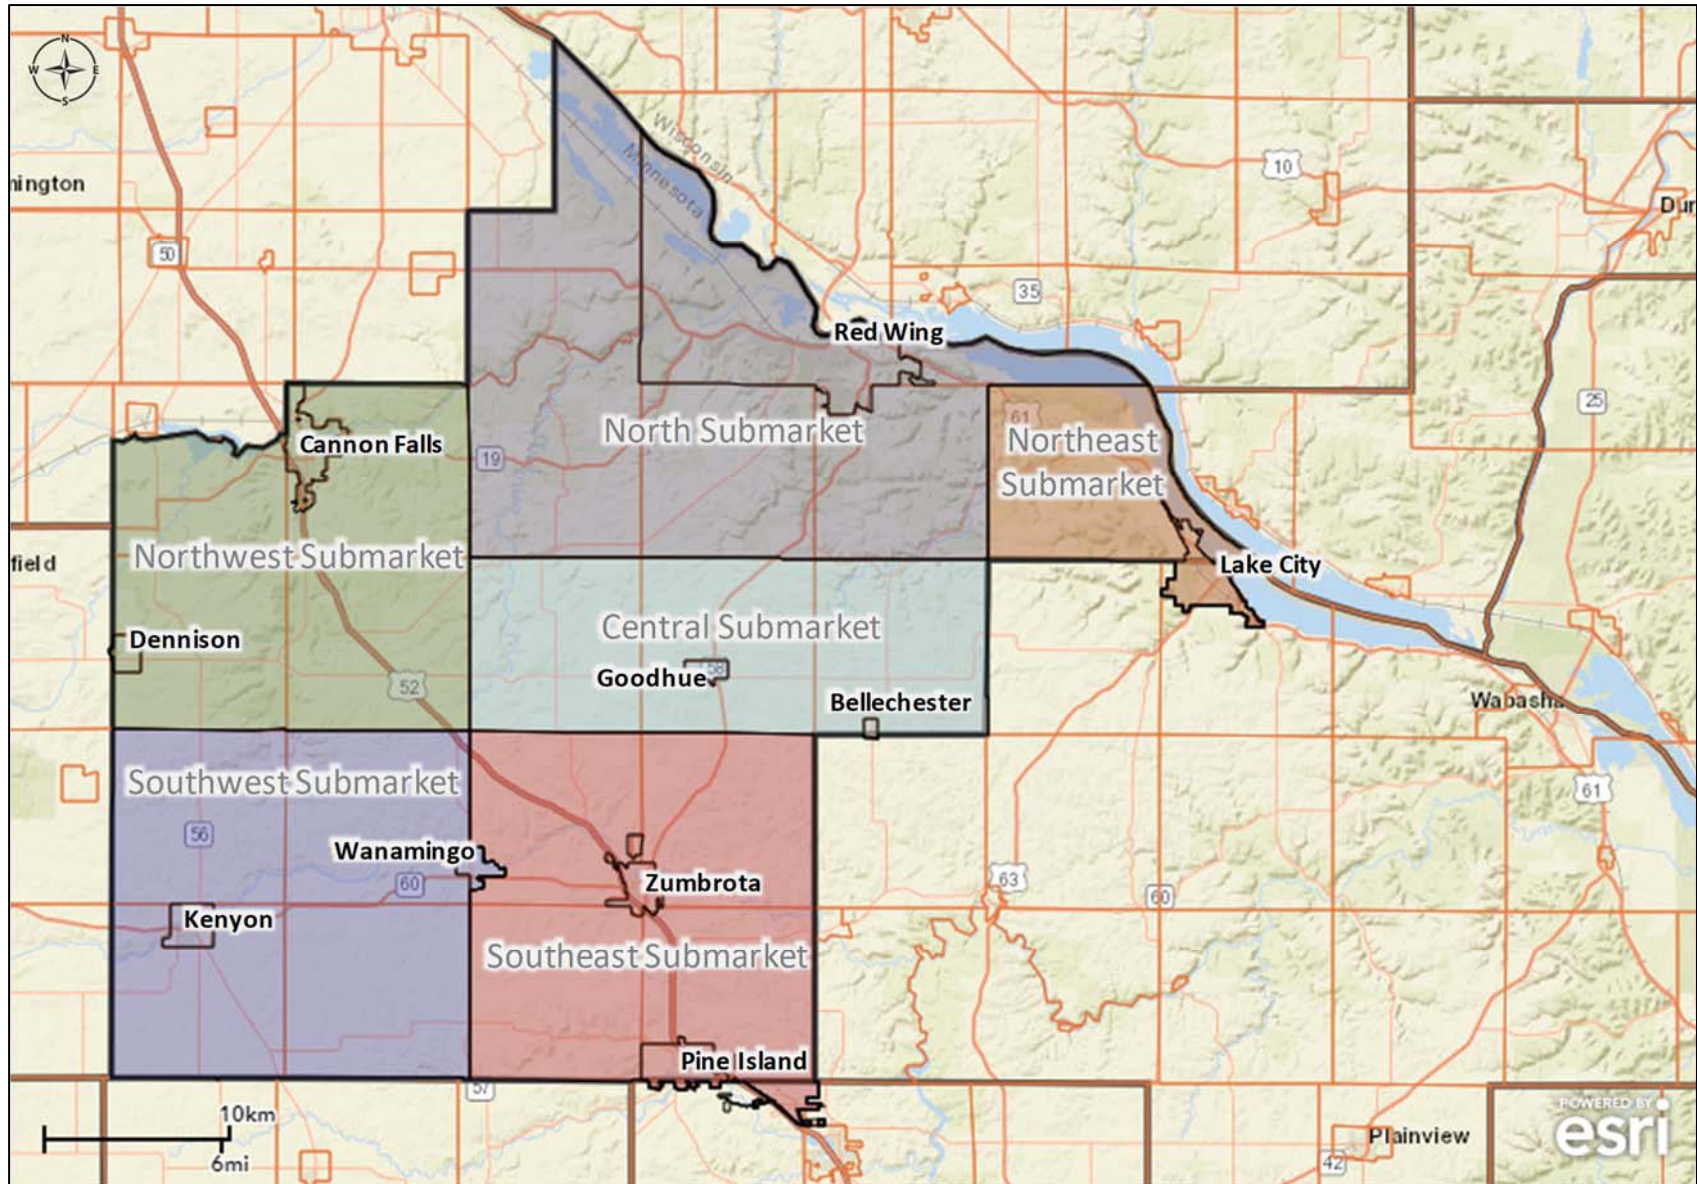 N
W E
S
Wisconsin
Minnesota
10
nington
Dur
50
35
Red Wing
61
25
North Submarket
Northeast
Submarket
Cannon Falls
19
Northwest Submarket
field
Lake City
Central Submarket
Dennison
Goodhue
58
52
Bellechester
Wabasha
Southwest Submarket
61
56
Wanamingo
60
Zumbrota
63
60
Kenyon
Southeast Submarket
Pine Island
57
10km
6mi
POWERED BY
esri
Plainview
42